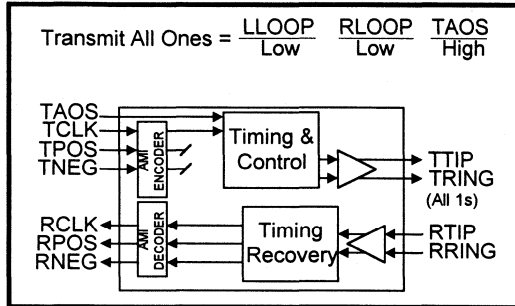 Transmit All Ones = LLOOP RLOOP TAOS
Low Low High
TAOS
TCLK
TPOS
TNEG
AMI
ENCODER
Timing &
Control
TTIP
TRING
(All 1s)
RCLK
RPOS
RNEG
AMI
DECODER
Timing
Recovery
RTIP
RRING